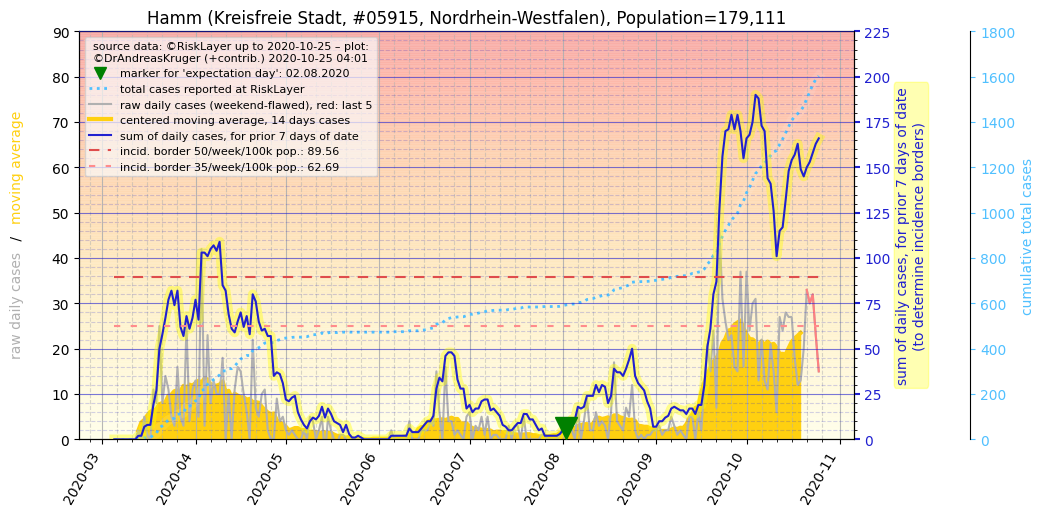 Hamm (Kreisfreie Stadt, #05915, Nordrhein-Westfalen), Population=179,111
source data: ©RiskLayer up to 2020-10-25 – plot:
©DrAndreasKruger (+contrib.) 2020-10-25 04:01
marker for 'expectation day': 02.08.2020
total cases reported at RiskLayer
raw daily cases (weekend-flawed), red: last 5
centered moving average, 14 days cases
sum of daily cases, for prior 7 days of date
incid. border 50/week/100k pop.: 89.56
incid. border 35/week/100k pop.: 62.69
raw daily cases / moving average
90
80
70
60
50
40
30
20
10
0
2020-03
2020-04
2020-05
2020-06
2020-07
2020-08
2020-09
2020-10
2020-11
225
200
175
150
125
100
75
50
25
0
sum of daily cases, for prior 7 days of date
(to determine incidence borders)
1800
1600
1400
1200
1000
800
600
400
200
0
cumulative total cases